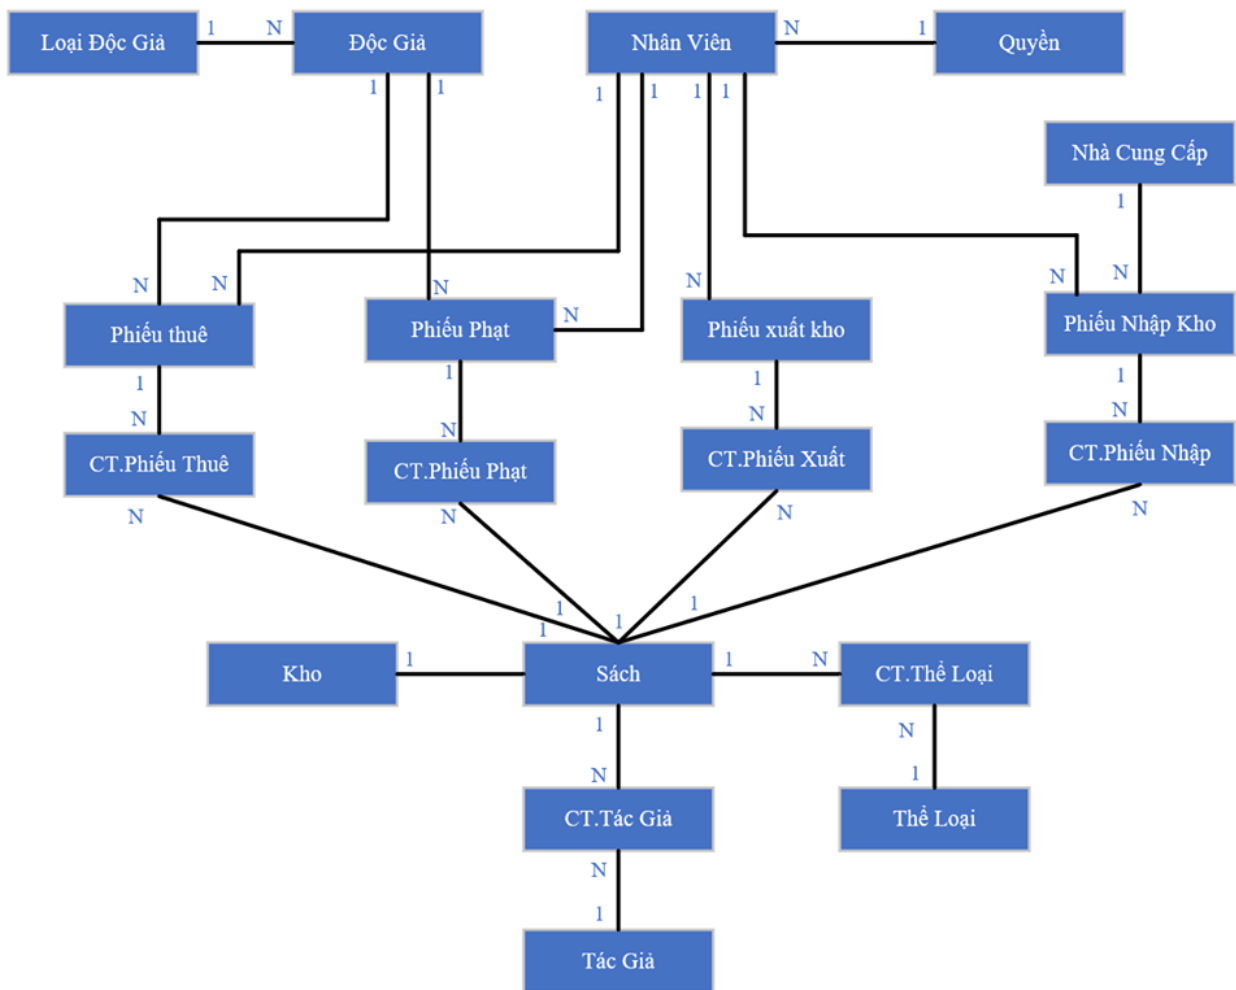 Loại Độc Giả
1
N
Độc Giả
Nhân Viên
N
1
Quyền
1
1
1
1
1
1
Nhà Cung Cấp
1
N
N
N
N
N
N
Phiếu thuê
Phiếu Phạt
N
Phiếu xuất kho
Phiếu Nhập Kho
1
1
1
1
N
N
N
N
CT.Phiếu Thuê
CT.Phiếu Phạt
CT.Phiếu Xuất
CT.Phiếu Nhập
N
N
N
N
1
1
1
1
Kho
1
Sách
1
N
CT.Thể Loại
1
N
N
1
CT.Tác Giả
Thể Loại
N
1
Tác Giả